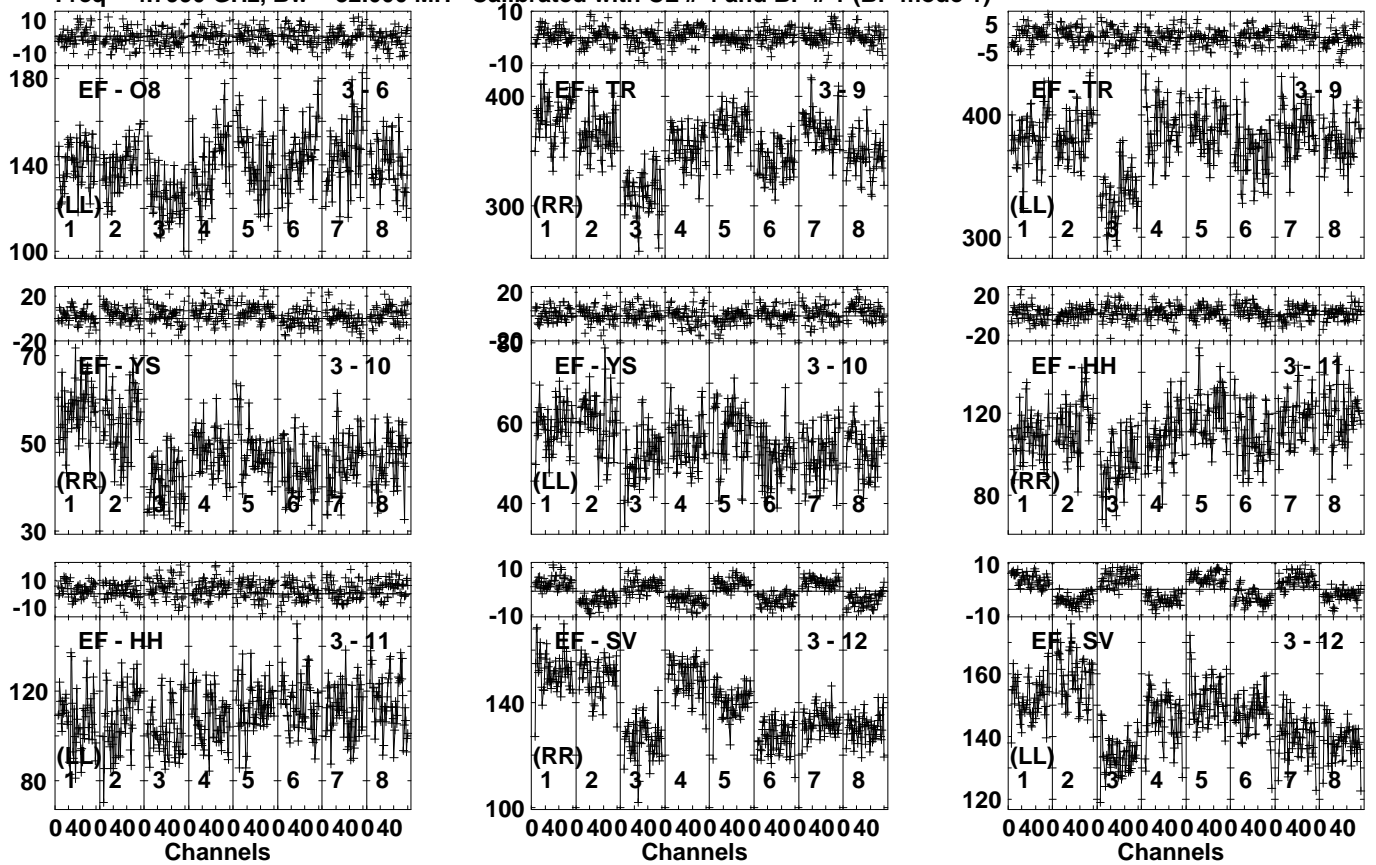 10 10 5
-10 -10 -5
180 EF - O8 3 - 6 400 EF - TR 3 - 9 400 EF - TR 3 - 9
140
(LL) 300 (RR) (LL)
1 2 3 4 5 6 7 8 1 2 3 4 5 6 7 8 1 2 3 4 5 6 7 8
100 300
20 20 20
-20 -20 -20
70 EF - YS 3 - 10 80 EF - YS 3 - 10 EF - HH 3 - 11
50 60 120
(RR) (LL) (RR)
1 2 3 4 5 6 7 8 1 2 3 4 5 6 7 8 1 2 3 4 5 6 7 8
30 40 80
10 10 10
-10 -10 -10
EF - HH 3 - 11 EF - SV 3 - 12 EF - SV 3 - 12
120 140 160
140
(LL) (RR) (LL)
80 1 2 3 4 5 6 7 8 1 2 3 4 5 6 7 8 1 2 3 4 5 6 7 8
100 120
0 40 0 40 0 40 0 40 0 40 0 40 0 40 0 40 0 40 0 40 0 40 0 40 0 40 0 40 0 40 0 40 0 40 0 40 0 40 0 40 0 40 0 40 0 40 0 40
Channels Channels Channels